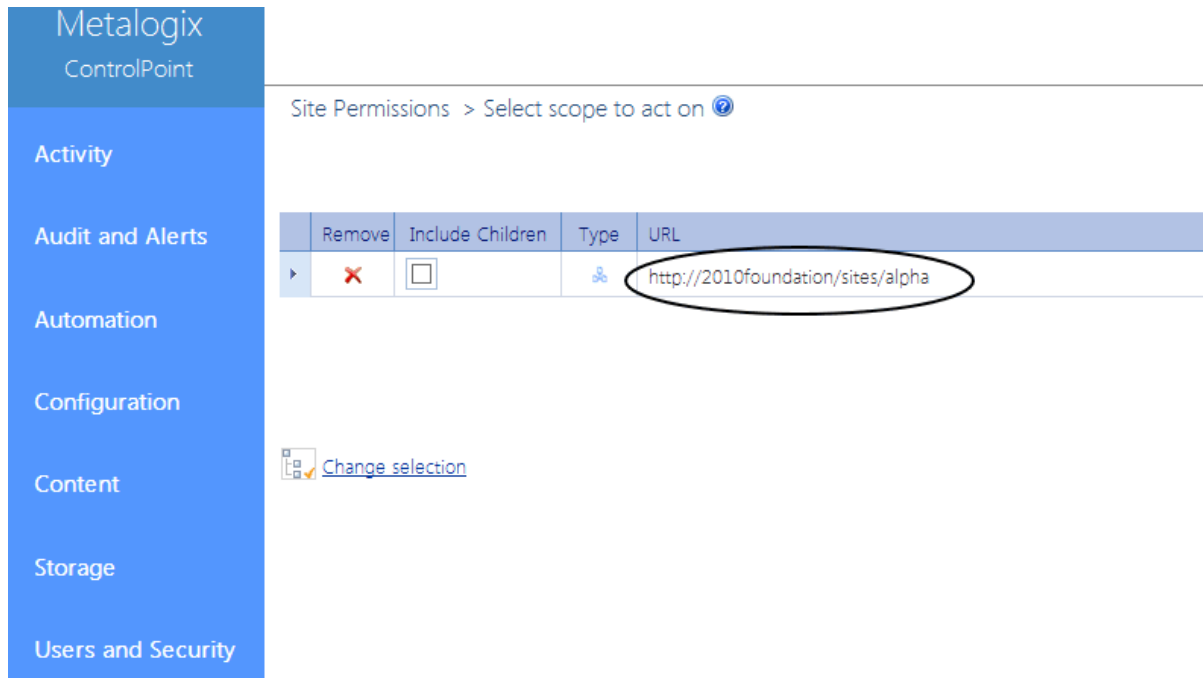 Metalogix
ControlPoint
Site Permissions > Select scope to act on
Activity
Audit and Alerts
Remove Include Children Type URL
http://2010foundation/sites/alpha
Automation
Configuration
Change selection
Content
Storage
Users and Security